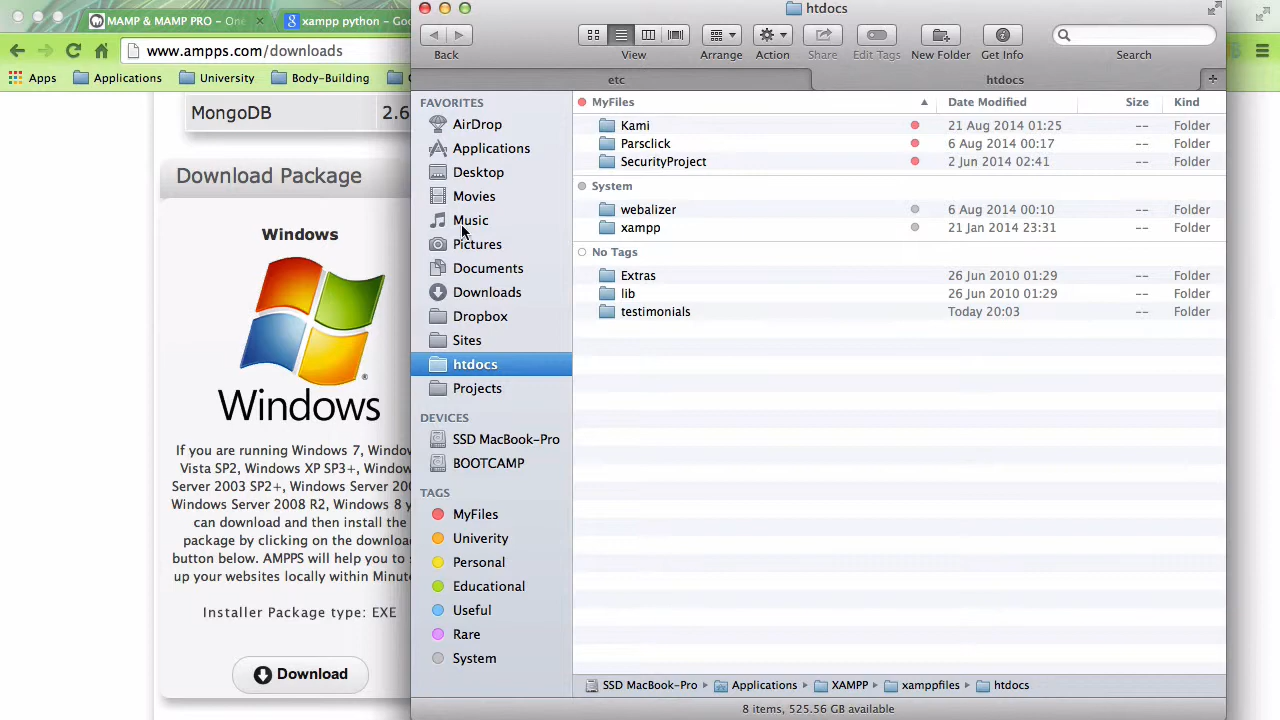 MAMP & MAMP PRO - On
xampp python - Goo
www.ampps.com/downloads
Apps
Applications
University
Body-Building
MongoDB 2.6
Download Package
Windows
Windows
If you are running Windows 7, Windo
Vista SP2, Windows XP SP3+, Window
Server 2003 SP2+, Windows Server 200
Windows Server 2008 R2, Windows 8 y
can download and then install the
package by clicking on the downloa
button below. AMPPS will help you to s
up your websites locally within Minute
Installer Package type: EXE
Download
htdocs
Back
View
Arrange
Action
Share
Edit Tags
New Folder
Get Info
Search
etc
htdocs
FAVORITES
AirDrop
Applications
Desktop
Movies
Music
Pictures
Documents
Downloads
Dropbox
Sites
htdocs
Projects
DEVICES
SSD MacBook-Pro
BOOTCAMP
TAGS
MyFiles
Univerity
Personal
Educational
Useful
Rare
System
MyFiles Date Modified Size Kind
Kami 21 Aug 2014 01:25 -- Folder
Parsclick 6 Aug 2014 00:17 -- Folder
SecurityProject 2 Jun 2014 02:41 -- Folder
System
webalizer 6 Aug 2014 00:10 -- Folder
xampp 21 Jan 2014 23:31 -- Folder
No Tags
Extras 26 Jun 2010 01:29 -- Folder
lib 26 Jun 2010 01:29 -- Folder
testimonials Today 20:03 -- Folder
SSD MacBook-Pro Applications XAMPP xamppfiles htdocs
8 items, 525.56 GB available